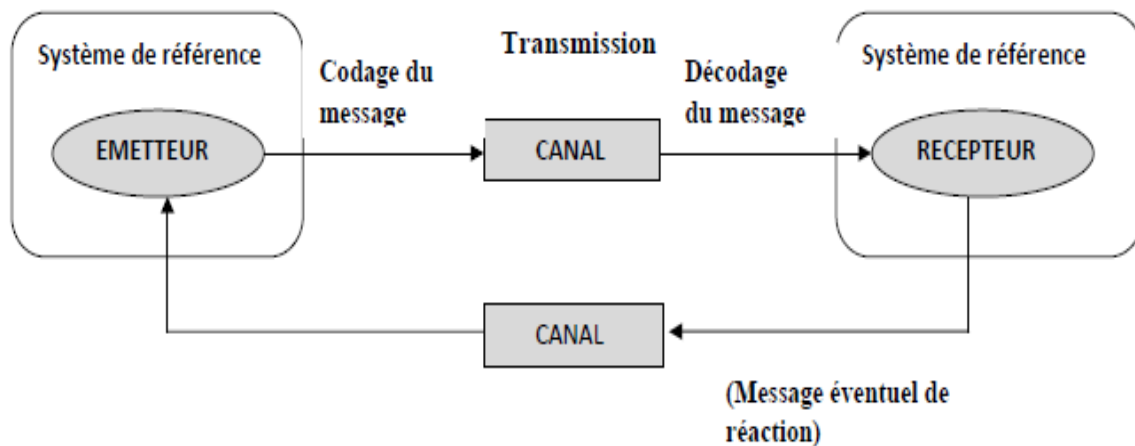 Système de référence
Transmission
Système de référence
Codage du
message
Décodage
du message
EMETTEUR
CANAL
RECEPTEUR
CANAL
(Message éventuel de
réaction)